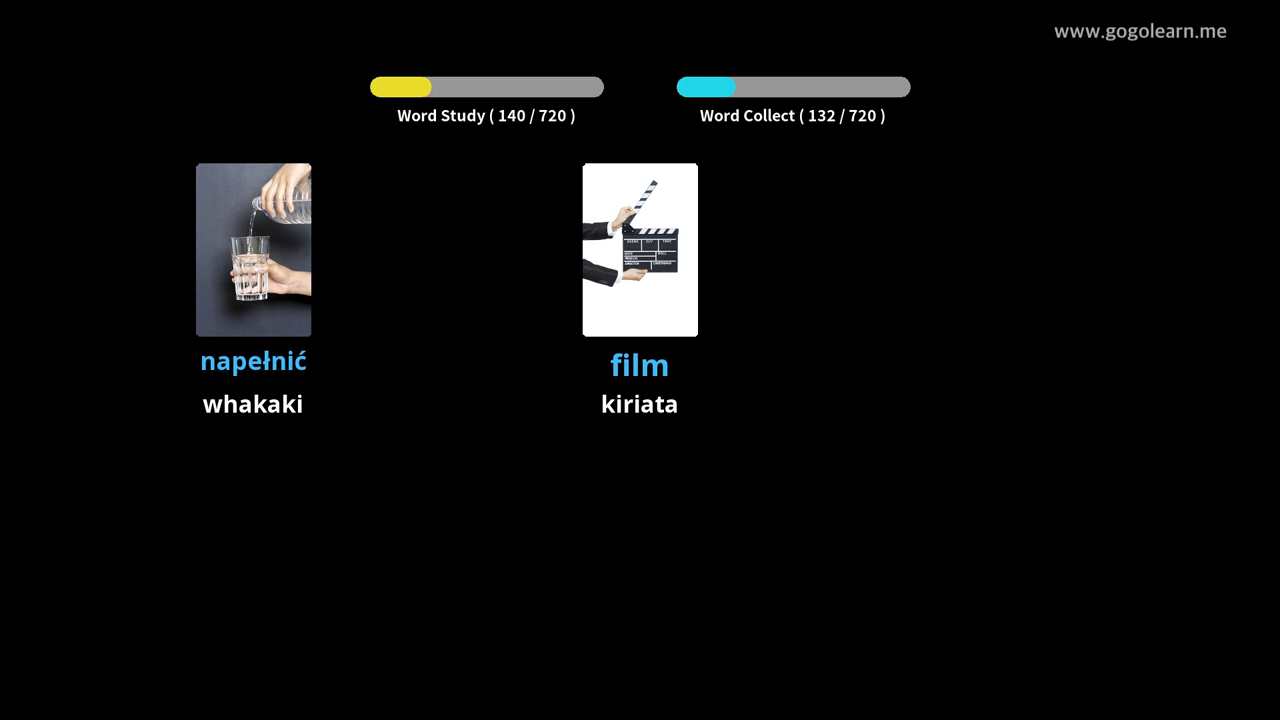 www.gogolearn.me
Word Study ( 140 / 720 )
Word Collect ( 132 / 720 )
napełnić
whakaki
film
kiriata